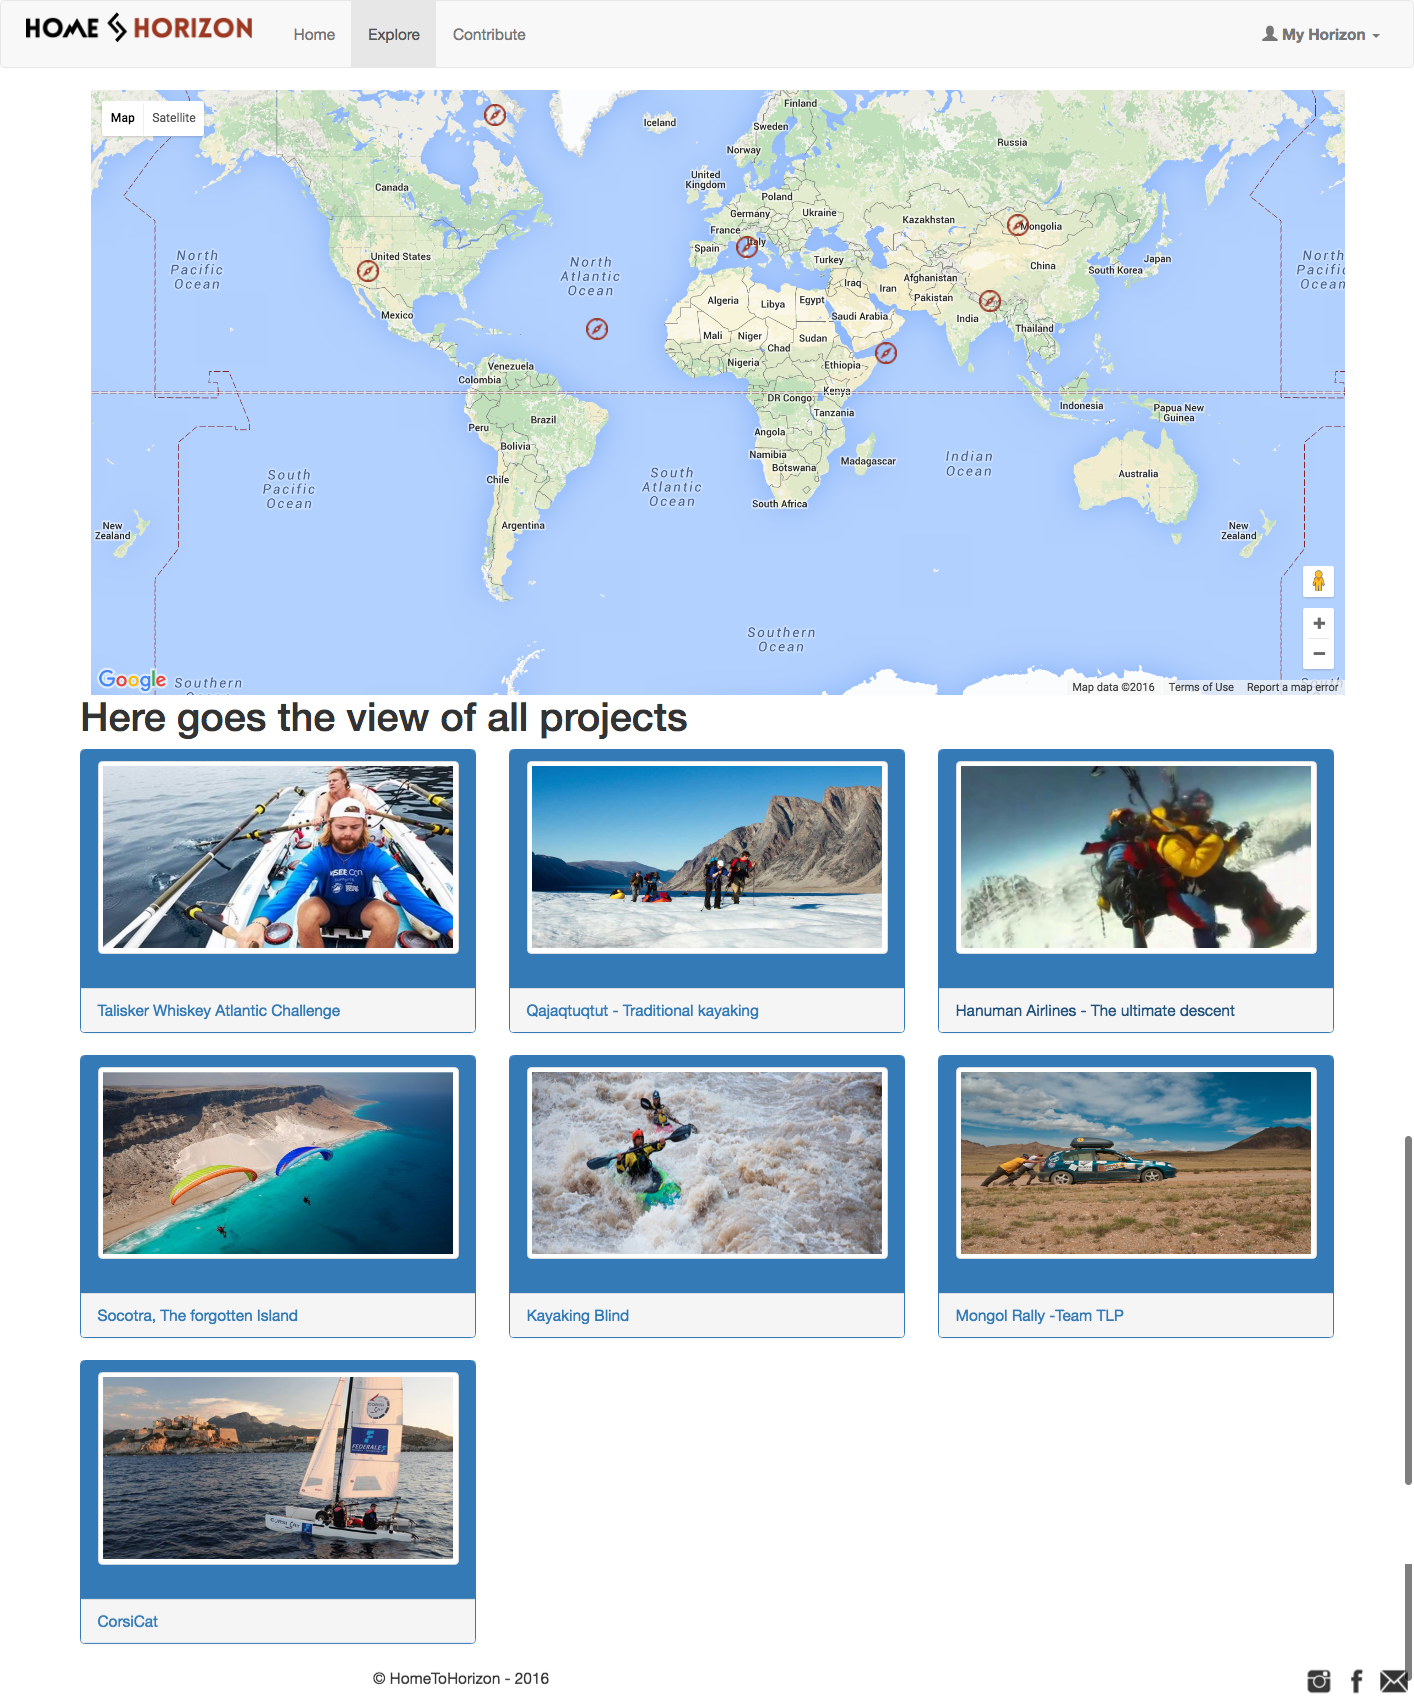 HOME HORIZON
Home
Explore
Contribute
My Horizon
Map
Satellite
Finland
Iceland
Sweden
Russia
Norway
United
Kingdom
Canada
Poland
Germany
Ukraine
Kazakhstan
France
Mongolia
Italy
Spain
North
Pacific
Ocean
United States
North
Atlantic
Ocean
Turkey
China
Japan
South Korea
North
Pacific
Ocean
Afghanistan
Iraq
Iran
Pakistan
Algeria
Libya
Egypt
Mexico
Saudi Arabia
India
Thailand
Mali
Niger
Sudan
Chad
Nigeria
Ethiopia
Venezuela
Colombia
Kenya
DR Congo
Indonesia
Papua New
Guinea
Tanzania
Brazil
Peru
Angola
Bolivia
Namibia
Botswana
Madagascar
Indian
Ocean
Chile
South
Pacific
Ocean
South
Atlantic
Ocean
Australia
South Africa
New
Zealand
Argentina
New
Zealand
Southern
Ocean
Google
Southern
Ocean
South
Map data ©2016
Terms of Use
Report a map error
Here goes the view of all projects
Talisker Whiskey Atlantic Challenge
Qajaqtuqtut - Traditional kayaking
Hanuman Airlines - The ultimate descent
Socotra, The forgotten Island
Kayaking Blind
Mongol Rally -Team TLP
FEDERALE
CorsiCat
© HomeToHorizon - 2016